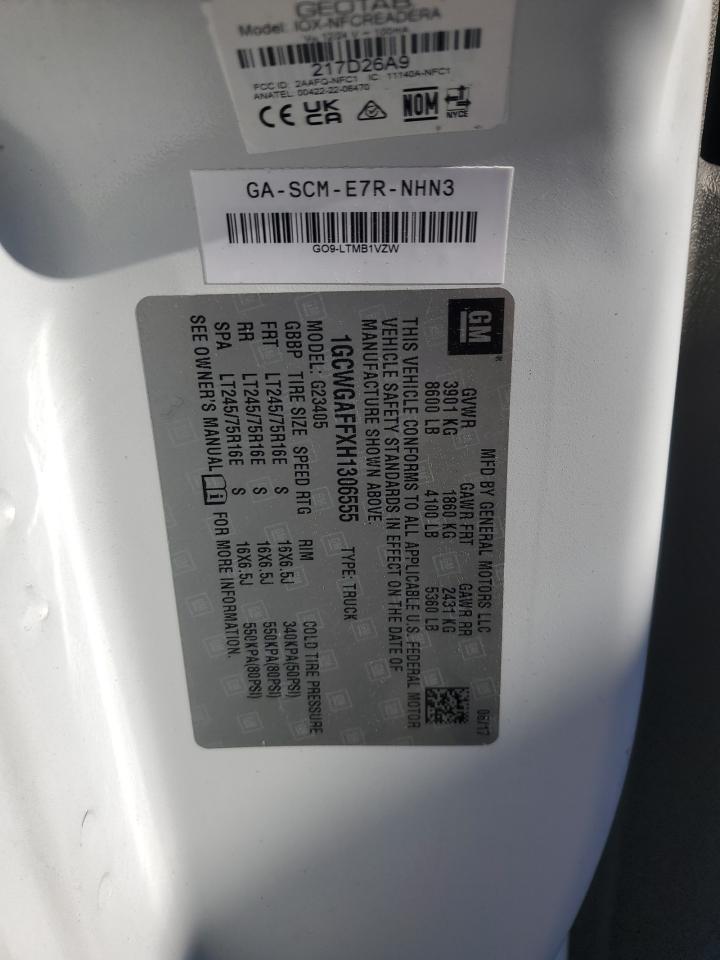 GEOTAB
Model: IOX-NFCREADERA
Vin 12/24 V ⎓ 100mA
217D26A9
FCC ID: 2AAFQ-NFC1 IC: 11140A-NFC1
ANATEL: 00422-22-06470
CE UK CA NOM NYCE
GA-SCM-E7R-NHN3
GO9-LTMB1VZW
GM
MFD BY GENERAL MOTORS LLC 06/17
GVWR GAWR FRT GAWR RR
3901 KG 1860 KG 2431 KG
8600 LB 4100 LB 5360 LB
THIS VEHICLE CONFORMS TO ALL APPLICABLE U.S. FEDERAL MOTOR
VEHICLE SAFETY STANDARDS IN EFFECT ON THE DATE OF
MANUFACTURE SHOWN ABOVE.
1GCWGAFFXH1306555 TYPE: TRUCK
MODEL: G23405
GBBP TIRE SIZE SPEED RTG RIM COLD TIRE PRESSURE
FRT LT245/75R16E S 16X6.5J 340KPA(50PSI)
RR LT245/75R16E S 16X6.5J 550KPA(80PSI)
SPA LT245/75R16E S 16X6.5J 550KPA(80PSI)
SEE OWNER'S MANUAL i FOR MORE INFORMATION.